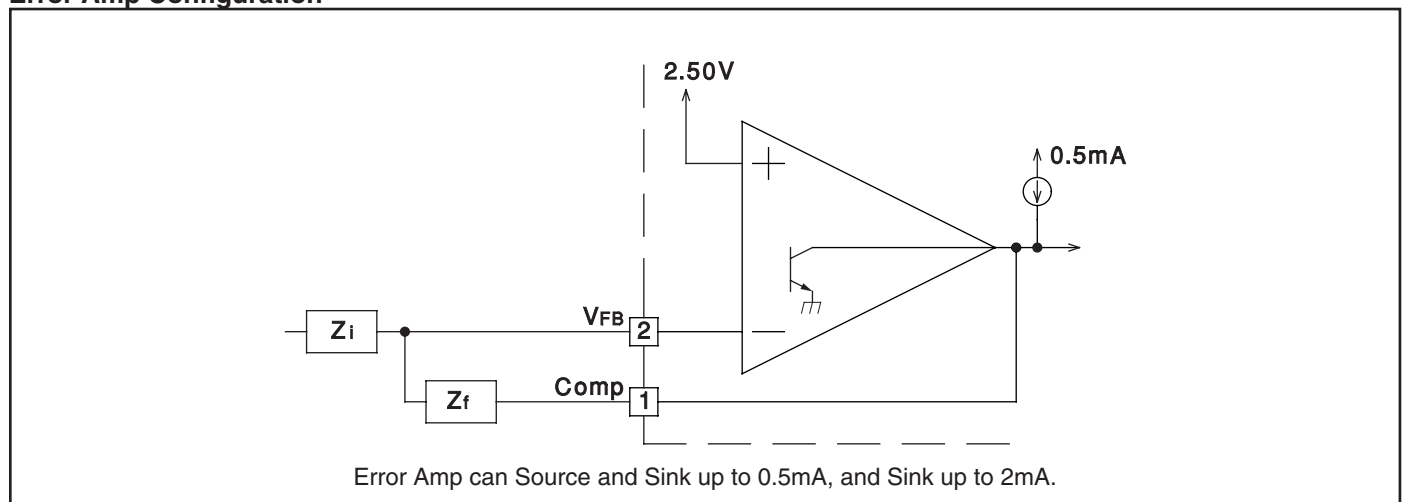 Error Amp Configuration
2.50V
+
0.5mA
VFB
2
−
Zi
Comp
1
Zf
Error Amp can Source and Sink up to 0.5mA, and Sink up to 2mA.